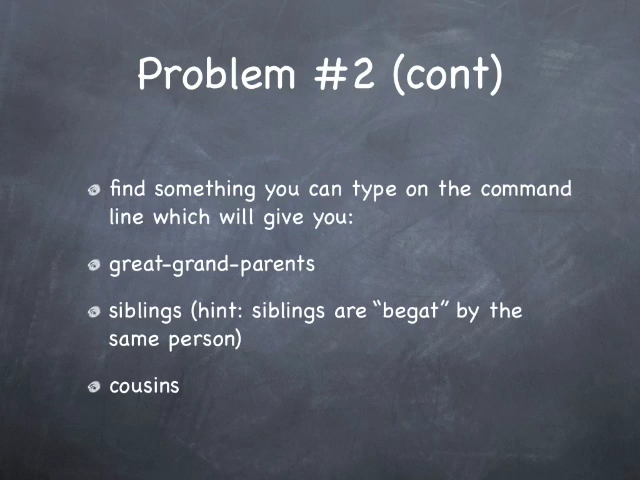 Problem #2 (cont)
find something you can type on the command
line which will give you:
great-grand-parents
siblings (hint: siblings are “begat” by the
same person)
cousins